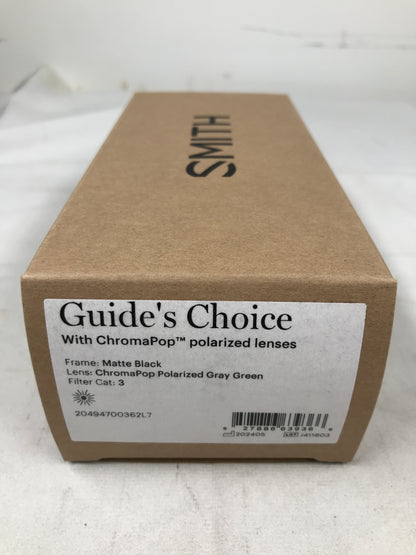 SMITH
Guide's Choice
With ChromaPop™ polarized lenses
Frame: Matte Black
Lens: ChromaPop Polarized Gray Green
Filter Cat: 3
20494700362L7
202405 LOT